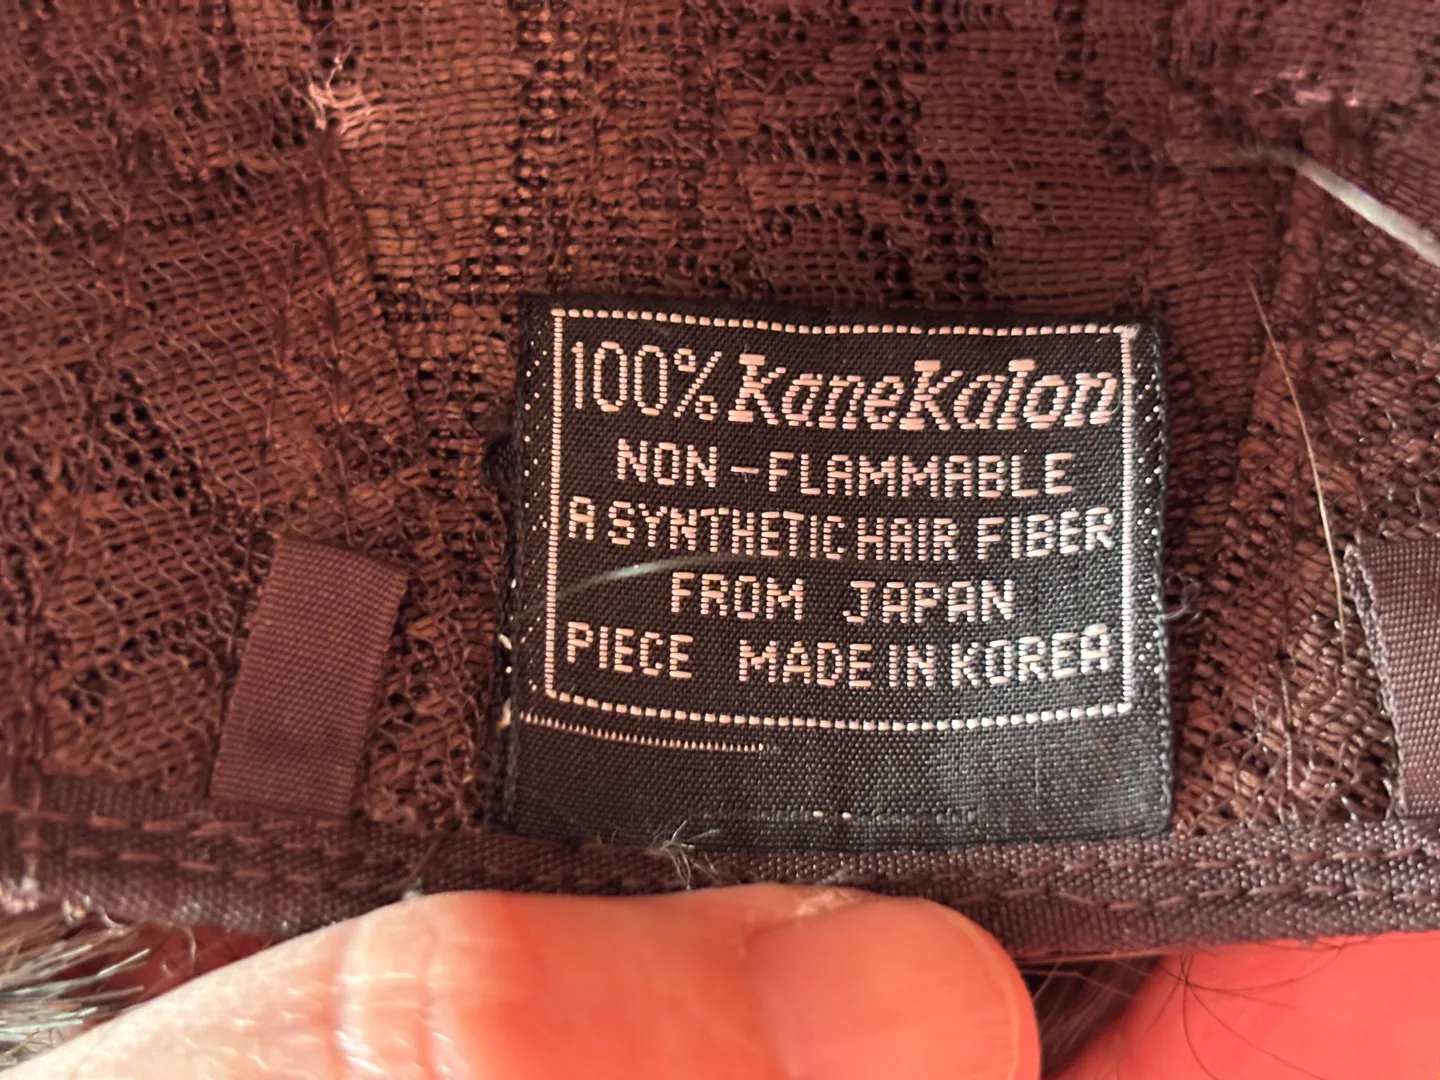 100% Kanekalon
NON-FLAMMABLE
A SYNTHETIC HAIR FIBER
FROM JAPAN
PIECE MADE IN KOREA